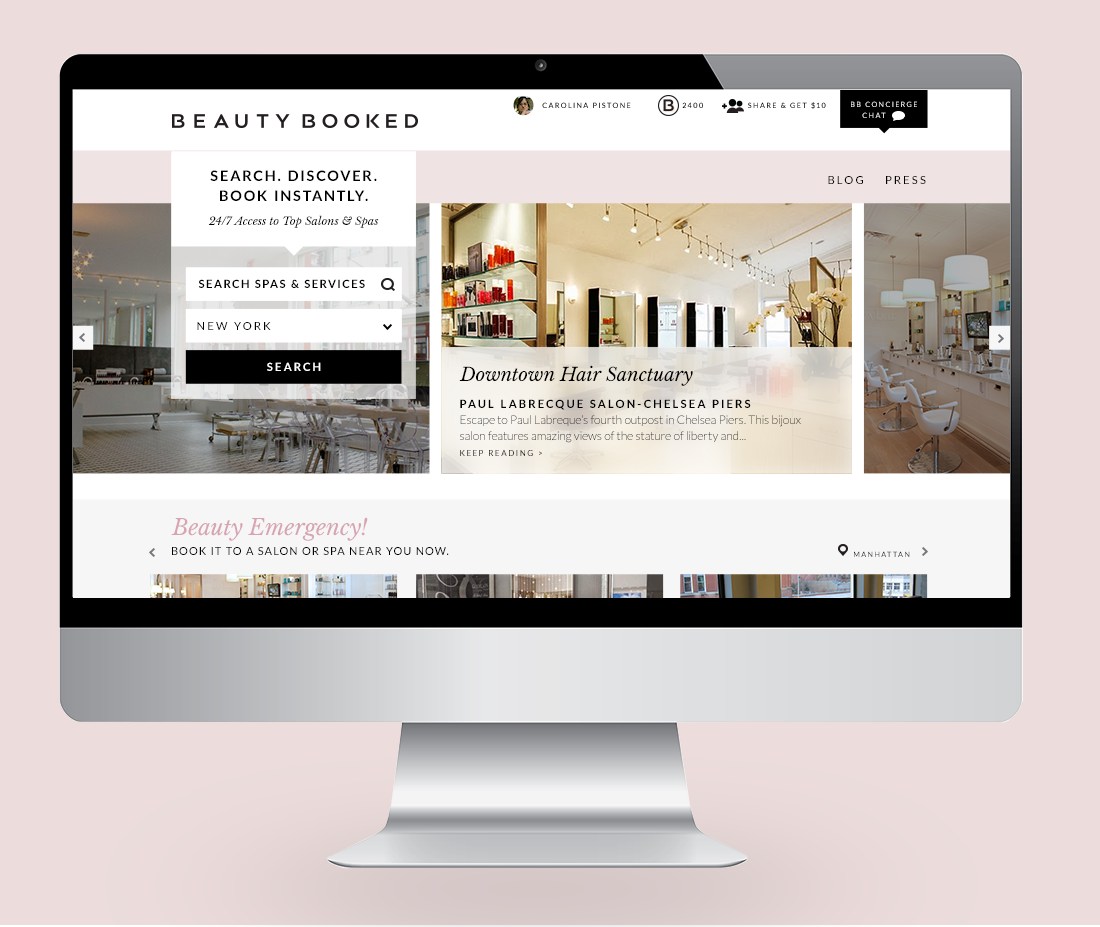 BEAUTY BOOKED
CAROLINA PISTONE
B 2400
SHARE & GET $10
BB CONCIERGE
CHAT
BLOG PRESS
SEARCH. DISCOVER.
BOOK INSTANTLY.
24/7 Access to Top Salons & Spas
SEARCH SPAS & SERVICES
NEW YORK
SEARCH
Downtown Hair Sanctuary
PAUL LABRECQUE SALON-CHELSEA PIERS
Escape to Paul Labreque's fourth outpost in Chelsea Piers. This bijoux
salon features amazing views of the stature of liberty and...
KEEP READING >
Beauty Emergency!
BOOK IT TO A SALON OR SPA NEAR YOU NOW.
MANHATTAN